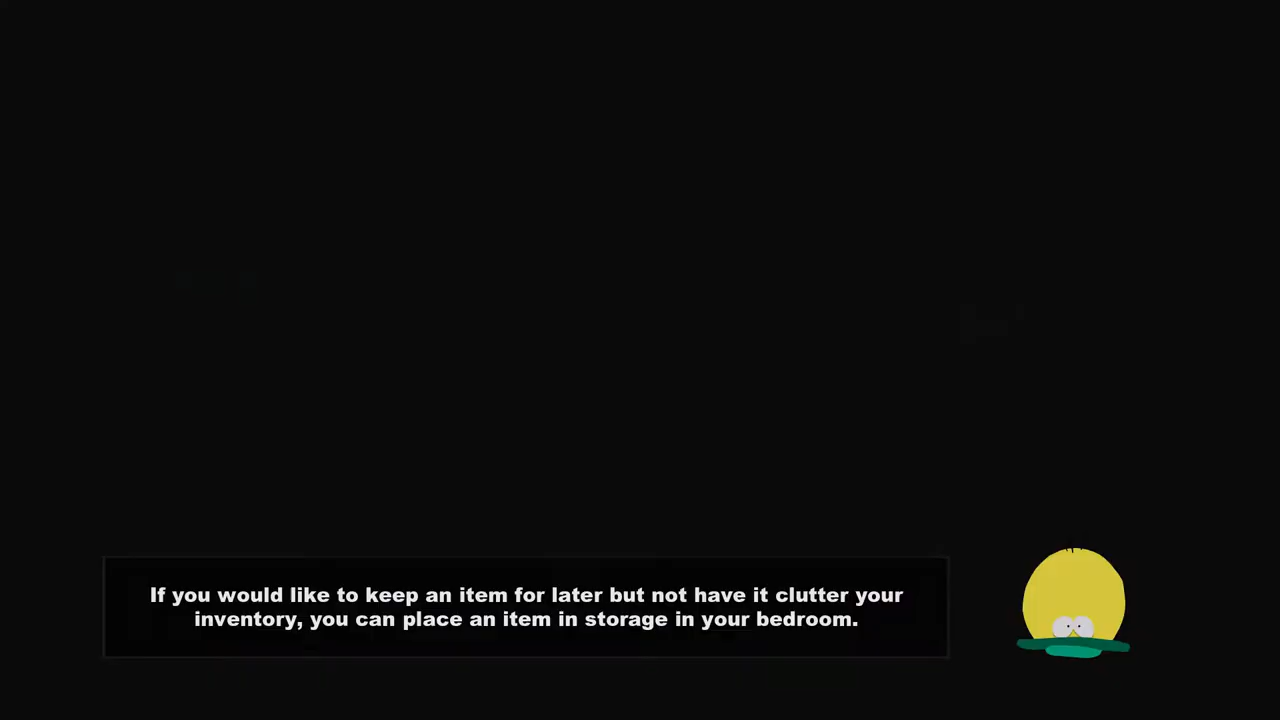 If you would like to keep an item for later but not have it clutter your
inventory, you can place an item in storage in your bedroom.